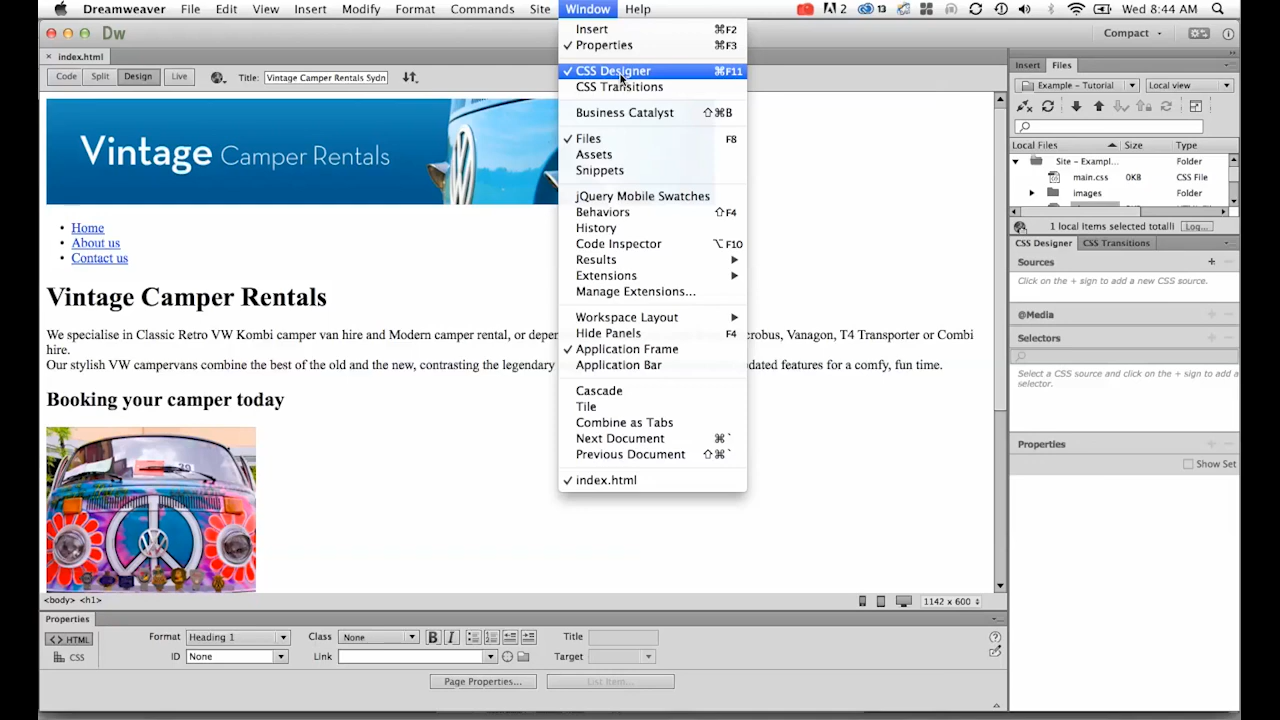 Dreamweaver File Edit View Insert Modify Format Commands Site Window Help 2 13 Wed 8:44 AM
Dw Compact
index.html
Code Split Design Live Title: Vintage Camper Rentals Sydn
Vintage Camper Rentals
Home
About us
Contact us
Vintage Camper Rentals
We specialise in Classic Retro VW Kombi camper van hire and Modern camper rental, or depen
robus, Vanagon, T4 Transporter or Combi
hire.
Our stylish VW campervans combine the best of the old and the new, contrasting the legendary
dated features for a comfy, fun time.
Booking your camper today
Insert ⌘F2
✓ Properties ⌘F3
✓ CSS Designer ⌘F11
CSS Transitions
Business Catalyst ⇧⌘B
✓ Files F8
Assets
Snippets
jQuery Mobile Swatches
Behaviors ⇧F4
History
Code Inspector ⌥F10
Results
Extensions
Manage Extensions...
Workspace Layout
Hide Panels F4
✓ Application Frame
Application Bar
Cascade
Tile
Combine as Tabs
Next Document ⌘`
Previous Document ⇧⌘`
✓ index.html
Insert Files
Example - Tutorial Local view
Local Files Size Type
Site - Exampl... Folder
main.css 0KB CSS File
images Folder
1 local items selected totalli Log...
CSS Designer CSS Transitions
Sources
Click on the + sign to add a new CSS source.
@Media
Selectors
Select a CSS source and click on the + sign to add a
selector.
Properties
Show Set
<body> <h1> 1142 x 600
Properties
<> HTML Format Heading 1 Class None B I Title
CSS ID None Link Target
Page Properties... List Item...